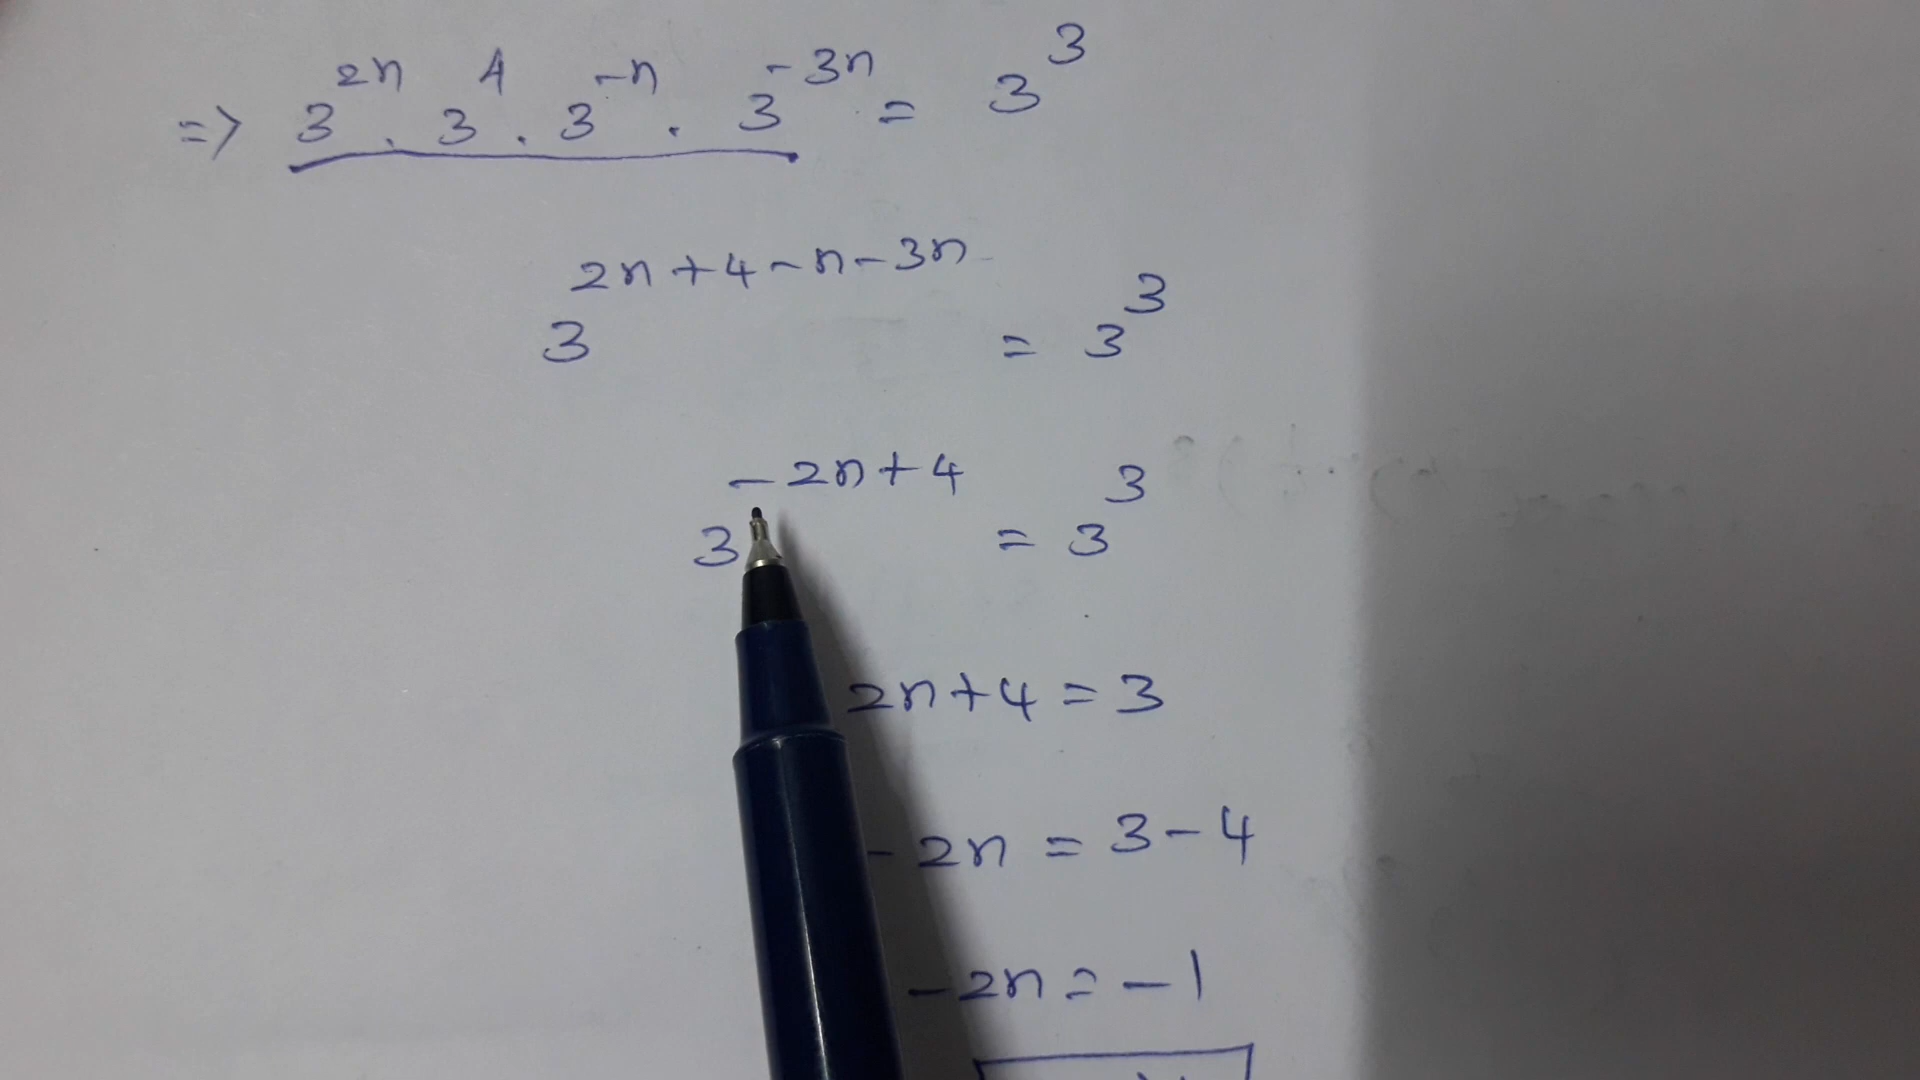 => 3^2n . 3^4 . 3^-n . 3^-3n = 3^3
3^2n+4-n-3n = 3^3
3^-2n+4 = 3^3
2n+4=3
-2n = 3-4
-2n = -1